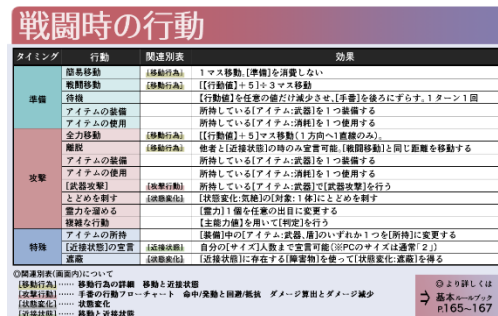 戦闘時の行動
タイミング 行動 関連別表 効果
準備
簡易移動 [移動行為] 1マス移動。[準備]を消費しない
戦闘移動 [移動行為] [【行動値】+5]÷3マス移動
待機 【行動値】を任意の値だけ減少させ、[手番]を後ろにずらす。1ターン1回
アイテムの装備 所持している[アイテム:武器]を1つ装備する
アイテムの使用 所持している[アイテム:消耗]を1つ使用する
攻撃
全力移動 [移動行為] [【行動値】+5]マス移動(1方向へ1直線のみ)。
離脱 [移動行為] 他者と[近接状態]の時のみ宣言可能。[戦闘移動]と同じ距離を移動する
アイテムの装備 所持している[アイテム:武器]を1つ装備する
アイテムの使用 所持している[アイテム:消耗]を1つ使用する
[武器攻撃] [攻撃行動] 所持している[アイテム:武器]で[武器攻撃]を行う
とどめを刺す [状態変化] [状態変化:気絶]の[対象:1体]にとどめを刺す
霊力を溜める [霊力]1個を任意の出目に変更する
複雑な行動 【主能力値】を用いて[判定]を行う
特殊
アイテムの所持 [装備]中の[アイテム:武器、盾]のいずれか1つを[所持]に変更する
[近接状態]の宣言 [近接状態] 自分の[サイズ]人数まで宣言可能(※PCのサイズは通常「2」)
遮蔽 [状態変化] [近接状態]に存在する[障害物]を使って[状態変化:遮蔽]を得る
◎関連別表(画面内)について
[移動行為]…… 移動行為の詳細 移動と近接状態
[攻撃行動]…… 手番の行動フローチャート 命中/発動と回避/抵抗 ダメージ算出とダメージ減少
[状態変化]…… 状態変化
[近接状態]…… 移動と近接状態
◎より詳しくは
⇒ 基本ルールブック
P.165~167